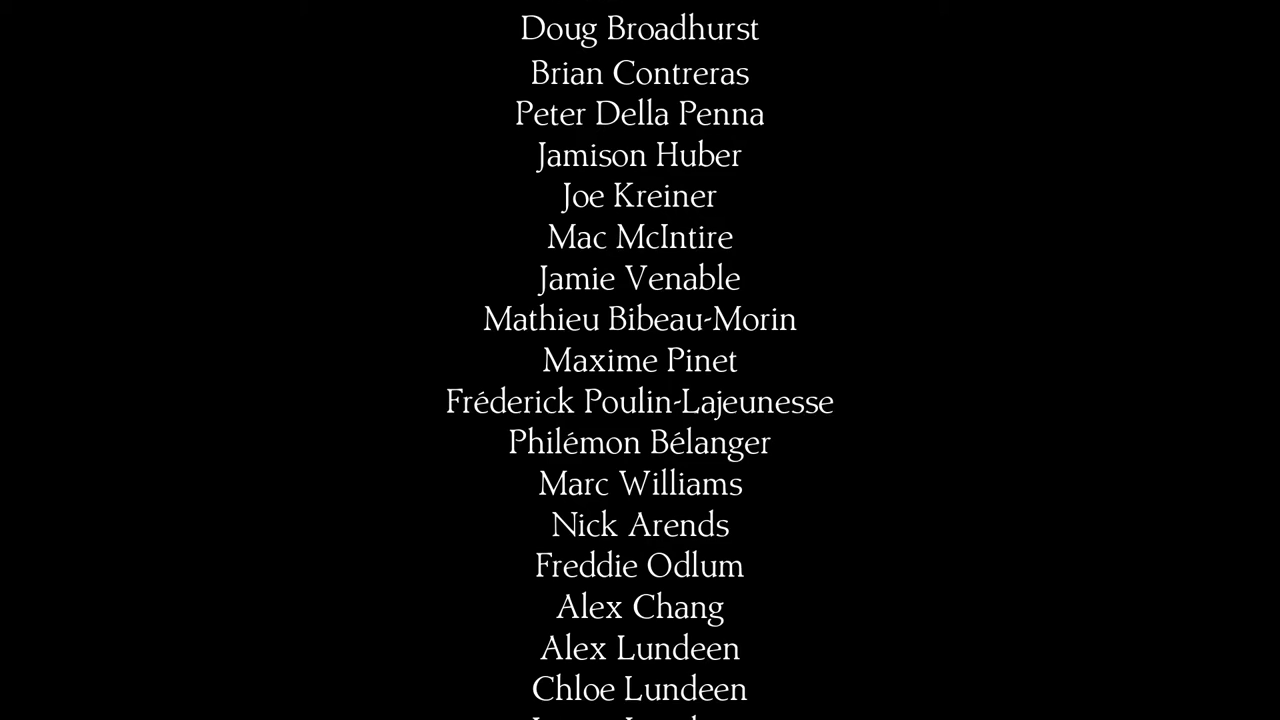 Doug Broadhurst
Brian Contreras
Peter Della Penna
Jamison Huber
Joe Kreiner
Mac McIntire
Jamie Venable
Mathieu Bibeau-Morin
Maxime Pinet
Fréderick Poulin-Lajeunesse
Philémon Bélanger
Marc Williams
Nick Arends
Freddie Odlum
Alex Chang
Alex Lundeen
Chloe Lundeen